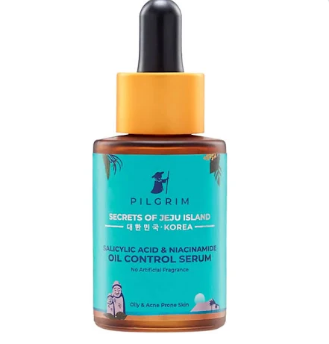 PILGRIM
SECRETS OF JEJU ISLAND
대한민국·KOREA
SALICYLIC ACID & NIACINAMIDE
OIL CONTROL SERUM
No Artificial Fragrance
Oily & Acne Prone Skin